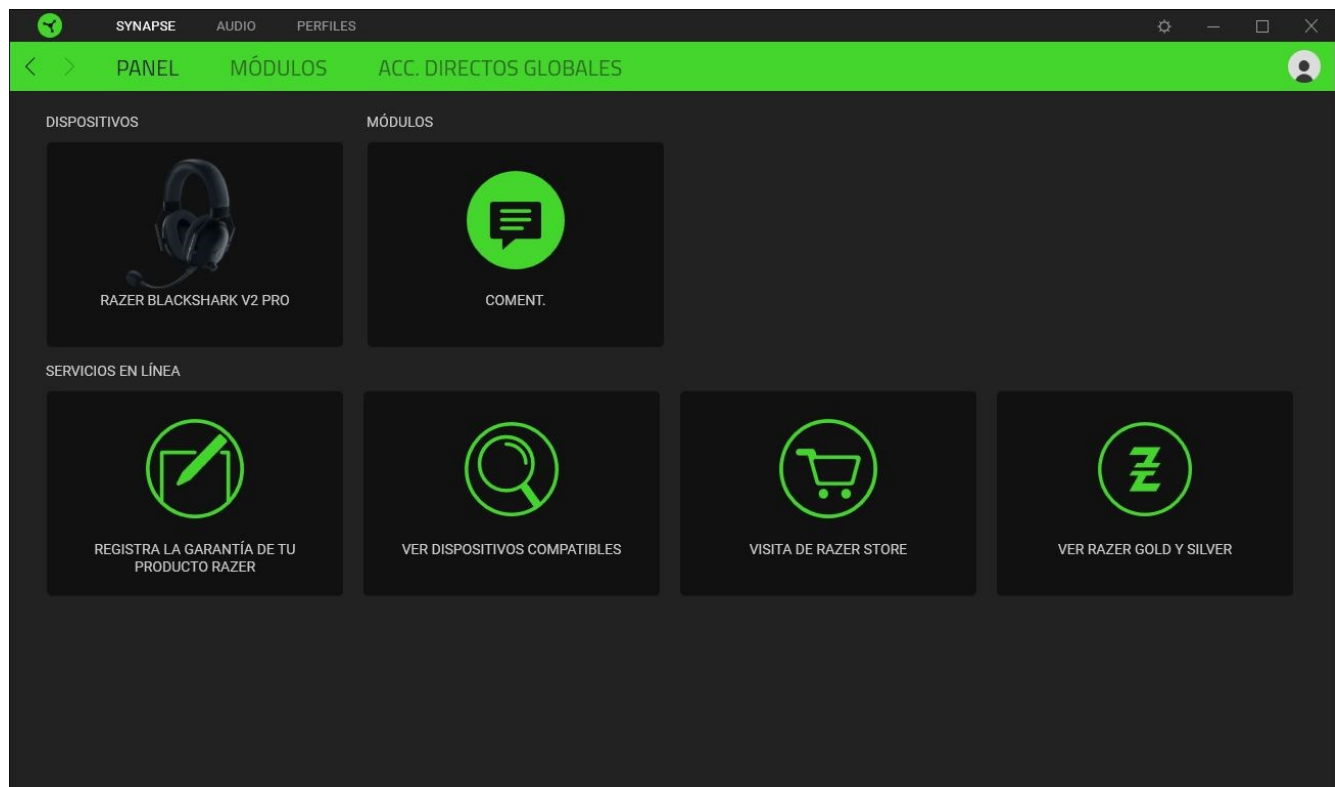 SYNAPSE AUDIO PERFILES
PANEL MÓDULOS ACC. DIRECTOS GLOBALES
DISPOSITIVOS MÓDULOS
RAZER BLACKSHARK V2 PRO COMENT.
SERVICIOS EN LÍNEA
REGISTRA LA GARANTÍA DE TU
PRODUCTO RAZER
VER DISPOSITIVOS COMPATIBLES
VISITA DE RAZER STORE
VER RAZER GOLD Y SILVER